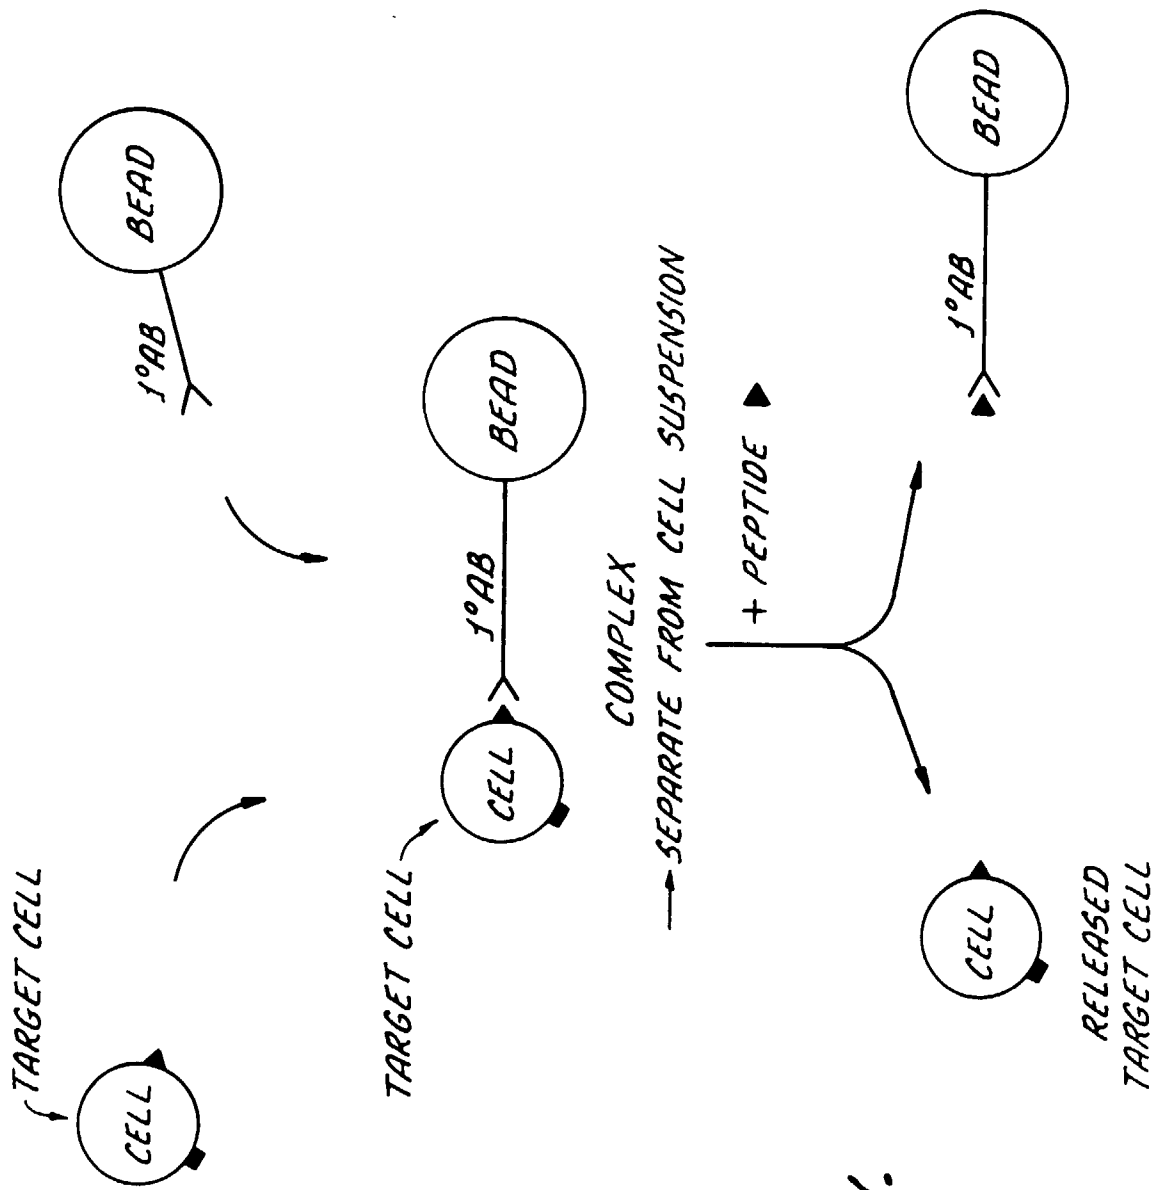 TARGET CELL
CELL
1°AB
BEAD
TARGET CELL
CELL
1°AB
BEAD
COMPLEX
→ SEPARATE FROM CELL SUSPENSION
+ PEPTIDE ▲
CELL
1°AB
BEAD
RELEASED
TARGET CELL